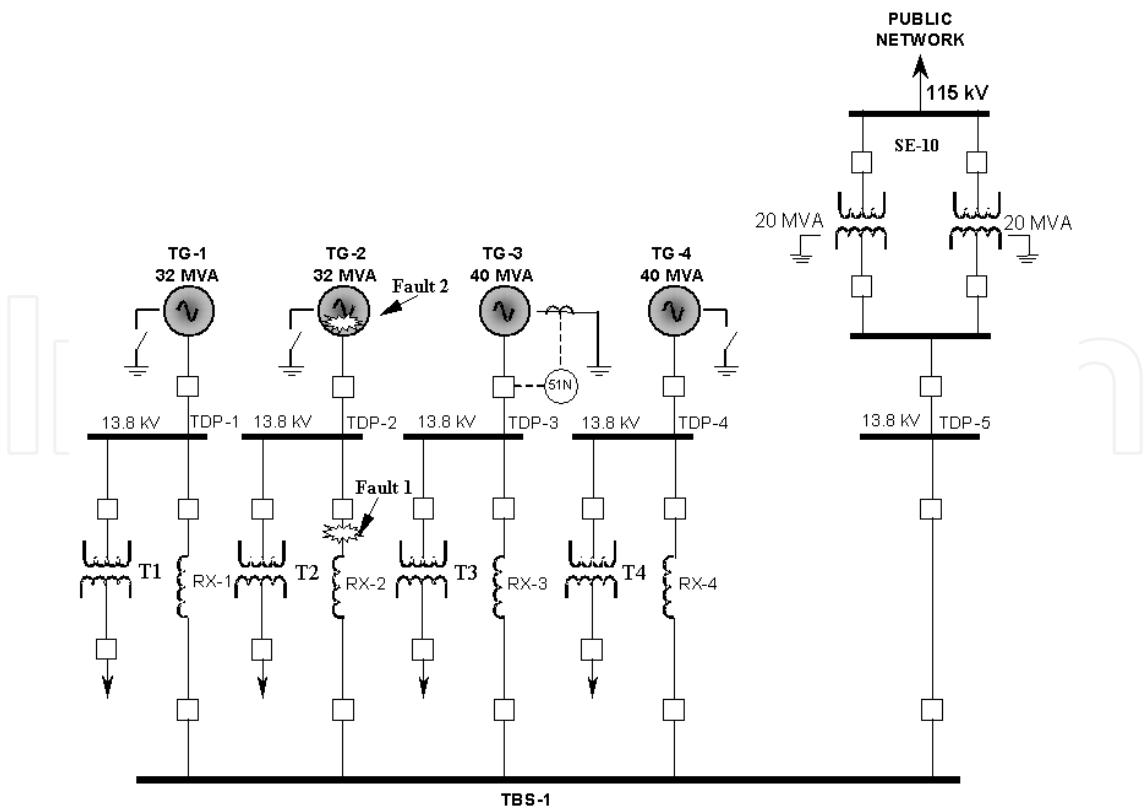 PUBLIC
NETWORK
115 kV
SE-10
20 MVA
20 MVA
TG-1
32 MVA
TG-2
32 MVA
TG-3
40 MVA
TG-4
40 MVA
Fault 2
51N
13.8 kV
TDP-1
13.8 kV
TDP-2
13.8 kV
TDP-3
13.8 kV
TDP-4
13.8 kV
TDP-5
Fault 1
T1
RX-1
T2
RX-2
T3
RX-3
T4
RX-4
TBS-1